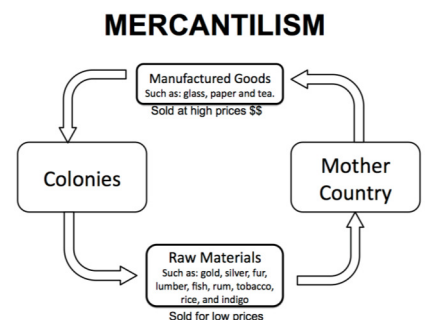 MERCANTILISM
Manufactured Goods
Such as: glass, paper and tea.
Sold at high prices $$
Colonies
Mother
Country
Raw Materials
Such as: gold, silver, fur,
lumber, fish, rum, tobacco,
rice, and indigo
Sold for low prices